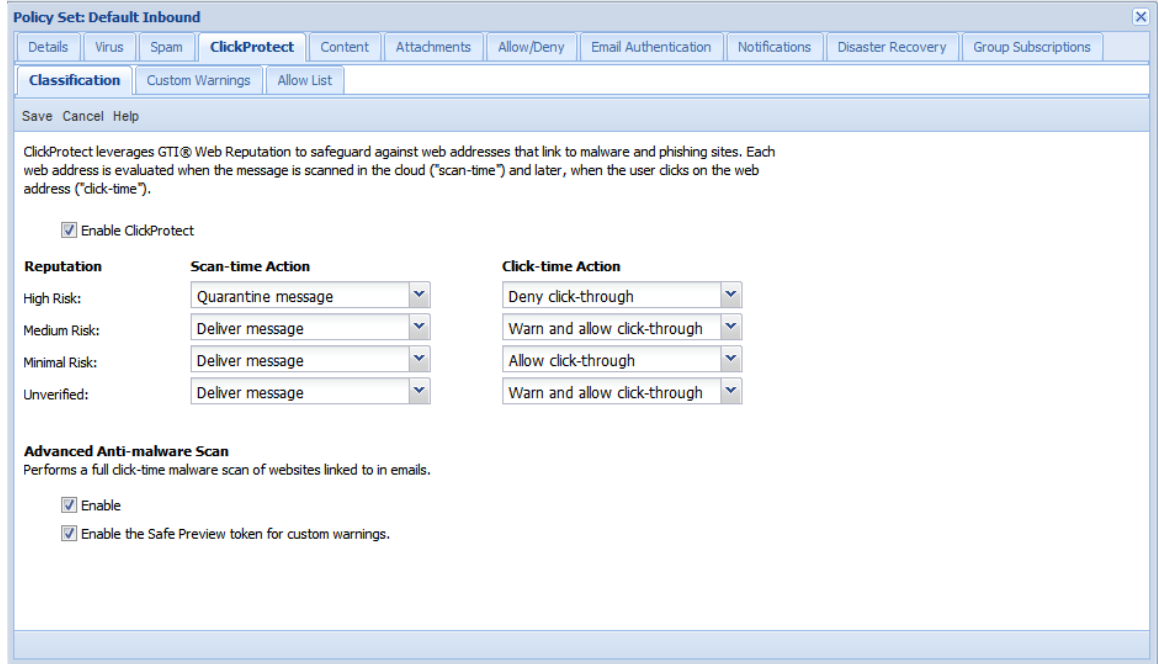 Policy Set: Default Inbound
Details Virus Spam ClickProtect Content Attachments Allow/Deny Email Authentication Notifications Disaster Recovery Group Subscriptions
Classification Custom Warnings Allow List
Save Cancel Help
ClickProtect leverages GTI® Web Reputation to safeguard against web addresses that link to malware and phishing sites. Each
web address is evaluated when the message is scanned in the cloud ("scan-time") and later, when the user clicks on the web
address ("click-time").
Enable ClickProtect
Reputation Scan-time Action Click-time Action
High Risk: Quarantine message Deny click-through
Medium Risk: Deliver message Warn and allow click-through
Minimal Risk: Deliver message Allow click-through
Unverified: Deliver message Warn and allow click-through
Advanced Anti-malware Scan
Performs a full click-time malware scan of websites linked to in emails.
Enable
Enable the Safe Preview token for custom warnings.